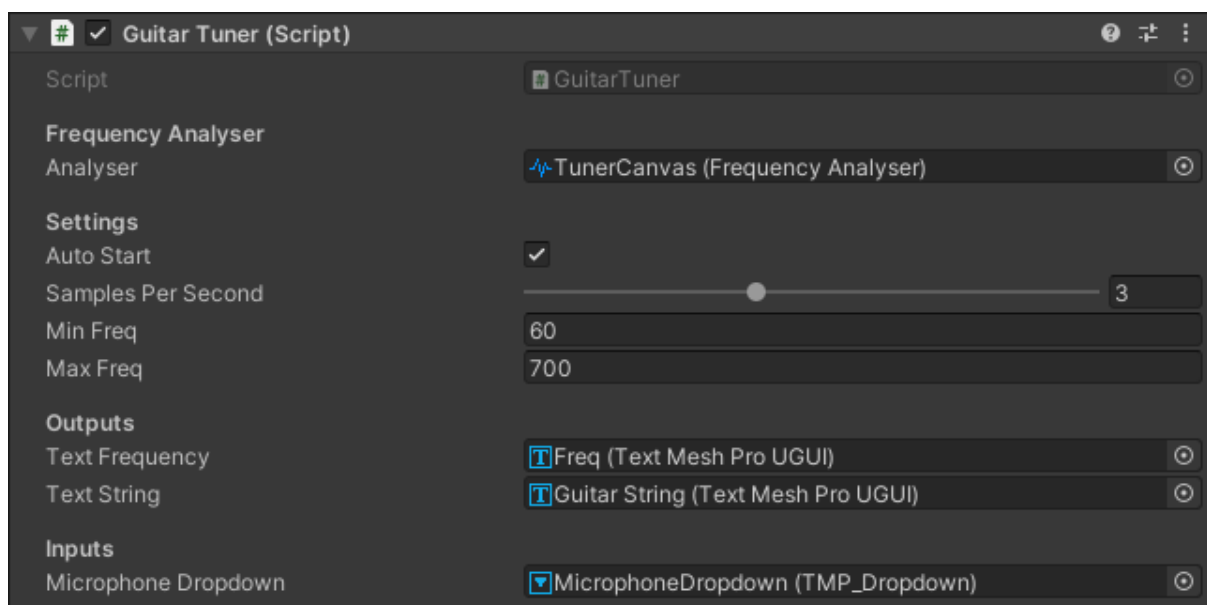 Guitar Tuner (Script)
Script GuitarTuner
Frequency Analyser
Analyser TunerCanvas (Frequency Analyser)
Settings
Auto Start
Samples Per Second 3
Min Freq 60
Max Freq 700
Outputs
Text Frequency Freq (Text Mesh Pro UGUI)
Text String Guitar String (Text Mesh Pro UGUI)
Inputs
Microphone Dropdown MicrophoneDropdown (TMP_Dropdown)